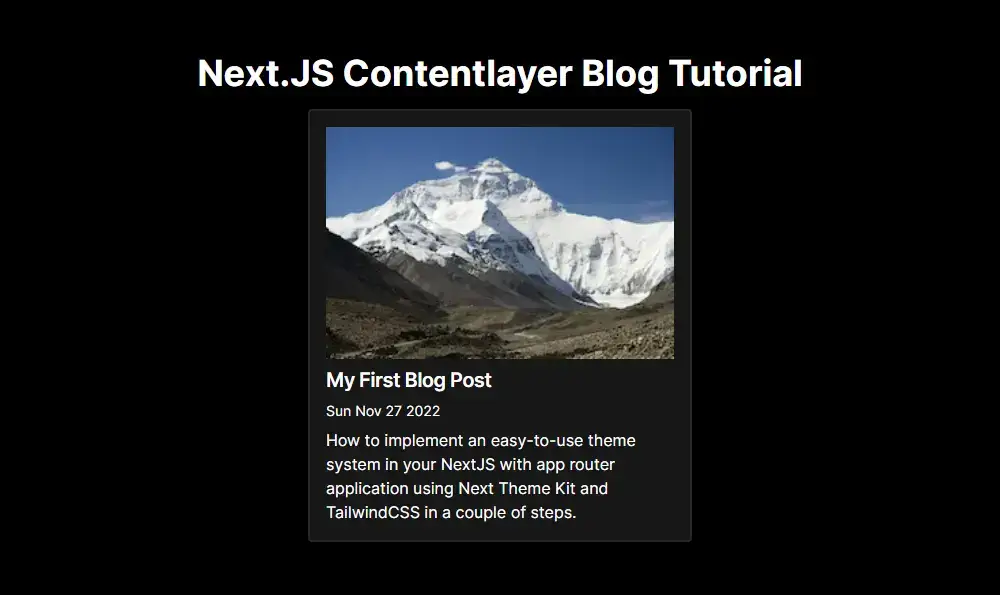 Next.JS Contentlayer Blog Tutorial
My First Blog Post
Sun Nov 27 2022
How to implement an easy-to-use theme
system in your NextJS with app router
application using Next Theme Kit and
TailwindCSS in a couple of steps.